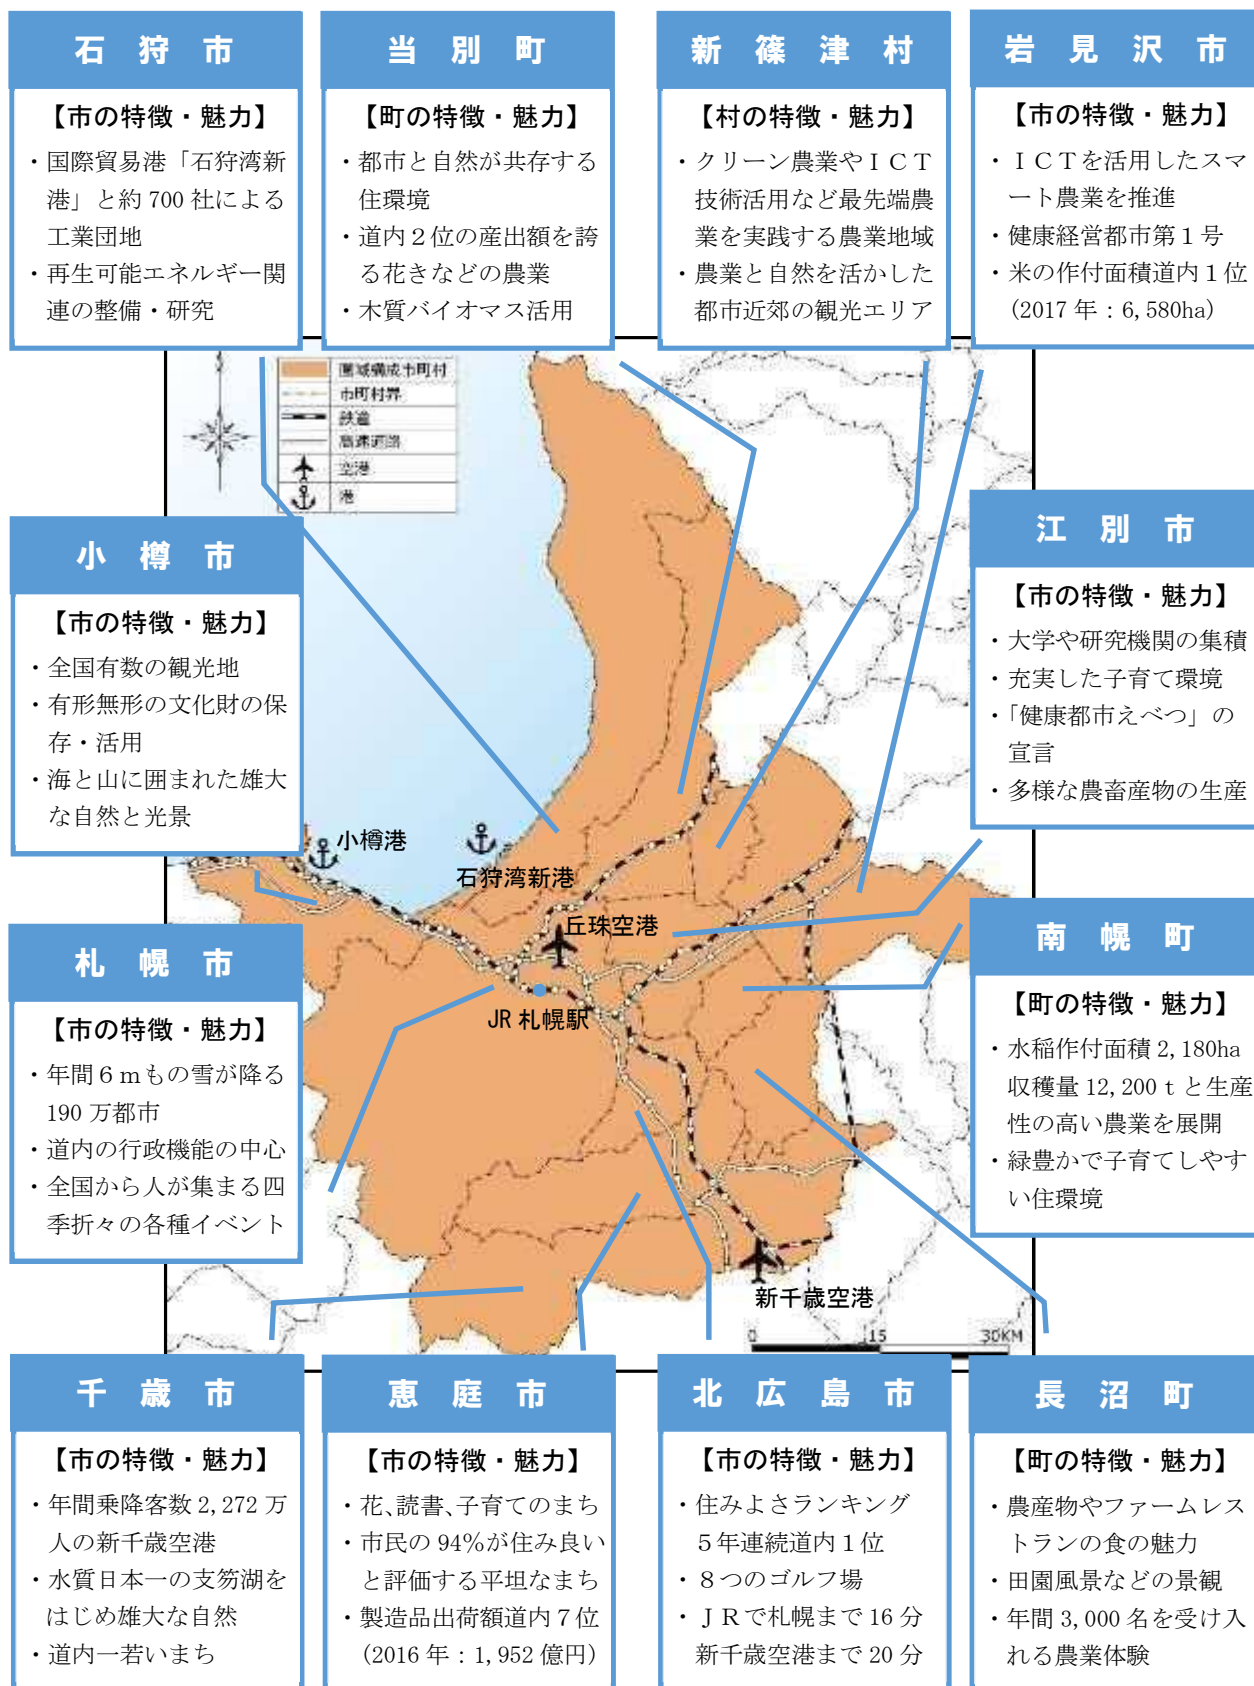 石狩市
【市の特徴・魅力】
・国際貿易港「石狩湾新
港」と約 700 社による
工業団地
・再生可能エネルギー関
連の整備・研究
当別町
【町の特徴・魅力】
・都市と自然が共存する
住環境
・道内２位の産出額を誇
る花きなどの農業
・木質バイオマス活用
新篠津村
【村の特徴・魅力】
・クリーン農業やＩＣＴ
技術活用など最先端農
業を実践する農業地域
・農業と自然を活かした
都市近郊の観光エリア
岩見沢市
【市の特徴・魅力】
・ＩＣＴを活用したスマ
ート農業を推進
・健康経営都市第１号
・米の作付面積道内１位
(2017 年：6,580ha)
圏域構成市町村
市町村界
鉄道
高速道路
空港
港
小樽市
【市の特徴・魅力】
・全国有数の観光地
・有形無形の文化財の保
存・活用
・海と山に囲まれた雄大
な自然と光景
江別市
【市の特徴・魅力】
・大学や研究機関の集積
・充実した子育て環境
・「健康都市えべつ」の
宣言
・多様な農畜産物の生産
小樽港
石狩湾新港
丘珠空港
JR 札幌駅
新千歳空港
0 15 30KM
札幌市
【市の特徴・魅力】
・年間６ｍもの雪が降る
190 万都市
・道内の行政機能の中心
・全国から人が集まる四
季折々の各種イベント
南幌町
【町の特徴・魅力】
・水稲作付面積 2,180ha
収穫量 12,200ｔと生産
性の高い農業を展開
・緑豊かで子育てしやす
い住環境
千歳市
【市の特徴・魅力】
・年間乗降客数 2,272 万
人の新千歳空港
・水質日本一の支笏湖を
はじめ雄大な自然
・道内一若いまち
恵庭市
【市の特徴・魅力】
・花、読書、子育てのまち
・市民の 94％が住み良い
と評価する平坦なまち
・製造品出荷額道内７位
(2016 年：1,952 億円)
北広島市
【市の特徴・魅力】
・住みよさランキング
５年連続道内１位
・８つのゴルフ場
・ＪＲで札幌まで 16 分
新千歳空港まで 20 分
長沼町
【町の特徴・魅力】
・農産物やファームレス
トランの食の魅力
・田園風景などの景観
・年間 3,000 名を受け入
れる農業体験